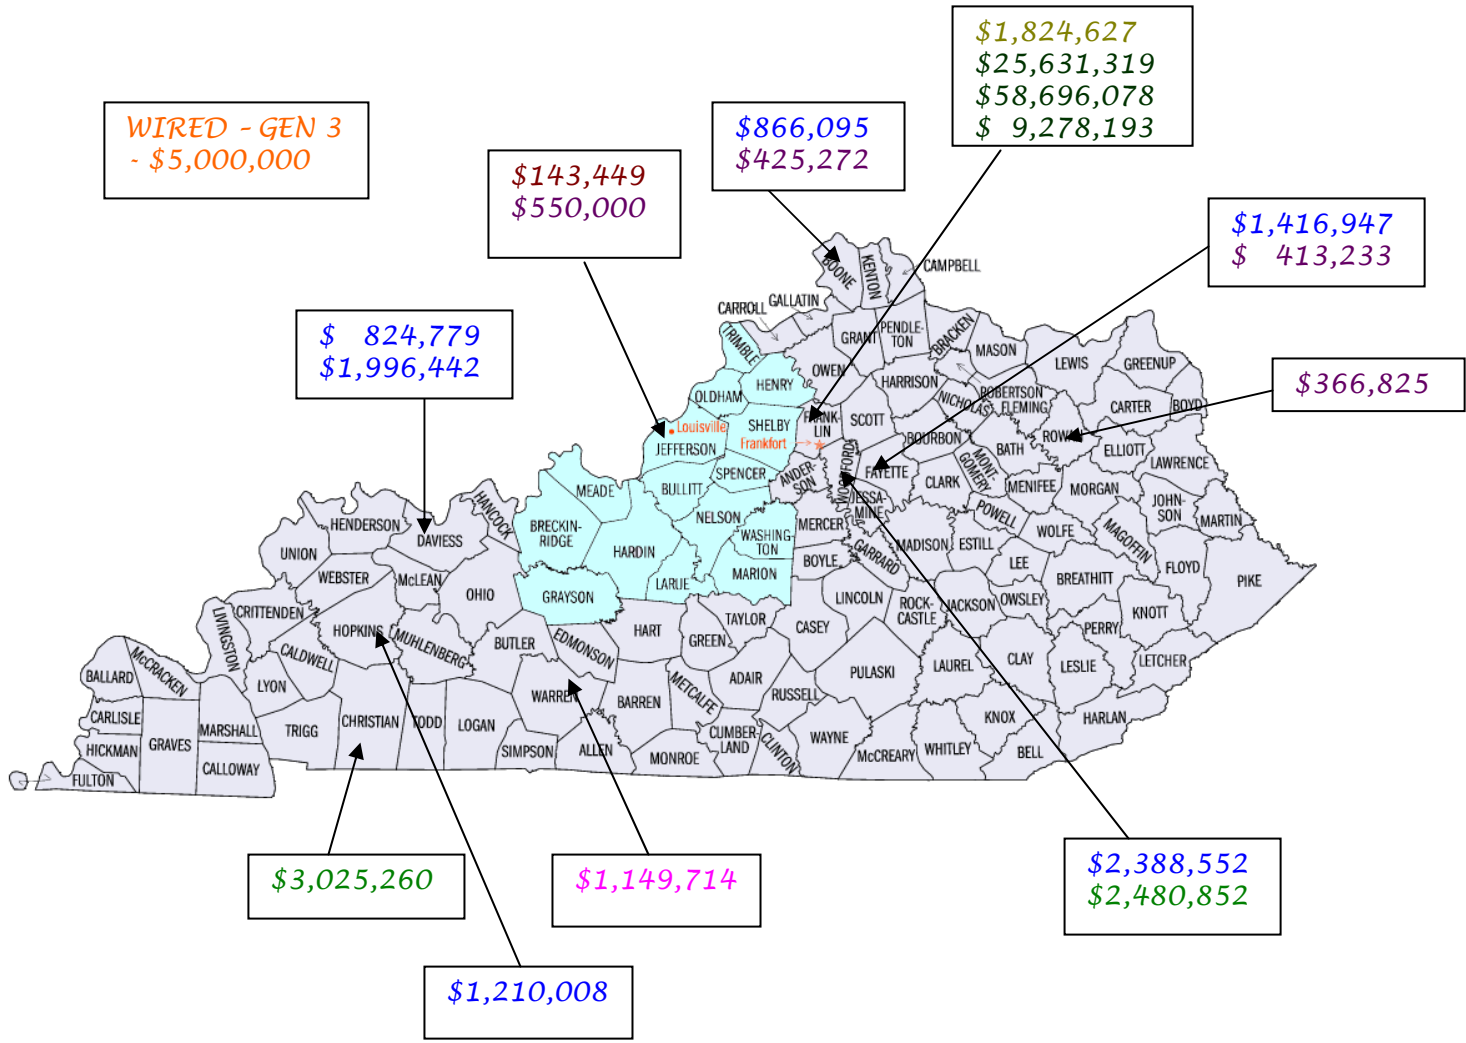 $1,824,627
$25,631,319
$58,696,078
$ 9,278,193
WIRED – GEN 3
- $5,000,000
$866,095
$425,272
$143,449
$550,000
$1,416,947
$ 413,233
$ 824,779
$1,996,442
$366,825
BOONE
KENTON
CAMPBELL
GALLATIN
CARROLL
TRIMBLE
GRANT
PENDLE-
TON
BRACKEN
MASON
LEWIS
GREENUP
OWEN
HENRY
OLDHAM
HARRISON
ROBERTSON
NICHOLAS
FLEMING
CARTER
BOYD
Louisville
SHELBY
Frankfort
FRANK-
LIN
SCOTT
BOURBON
ROWAN
BATH
ELLIOTT
LAWRENCE
JEFFERSON
SPENCER
BULLITT
ANDER-
SON
WOODFORD
FAYETTE
CLARK
MONT-
GOMERY
MENIFEE
MORGAN
JOHN-
SON
MARTIN
JESSA-
MINE
MEADE
HANCOCK
BRECKIN-
RIDGE
NELSON
WASHING-
TON
MERCER
HENDERSON
DAVIESS
UNION
HARDIN
LARUE
MARION
BOYLE
GARRARD
MADISON
ESTILL
POWELL
WOLFE
MAGOFFIN
LEE
BREATHITT
FLOYD
PIKE
WEBSTER
McLEAN
OHIO
GRAYSON
LINCOLN
ROCK-
CASTLE
JACKSON
OWSLEY
KNOTT
PERRY
CRITTENDEN
LIVINGSTON
HOPKINS
MUHLENBERG
BUTLER
EDMONSON
HART
GREEN
TAYLOR
CASEY
CALDWELL
LYON
PULASKI
LAUREL
CLAY
LESLIE
LETCHER
BALLARD
McCRACKEN
CARLISLE
MARSHALL
TRIGG
CHRISTIAN
TODD
LOGAN
WARREN
BARREN
METCALFE
ADAIR
RUSSELL
HICKMAN
GRAVES
CALLOWAY
FULTON
SIMPSON
ALLEN
MONROE
CUMBER-
LAND
CLINTON
WAYNE
McCREARY
WHITLEY
KNOX
BELL
HARLAN
$3,025,260
$1,149,714
$2,388,552
$2,480,852
$1,210,008